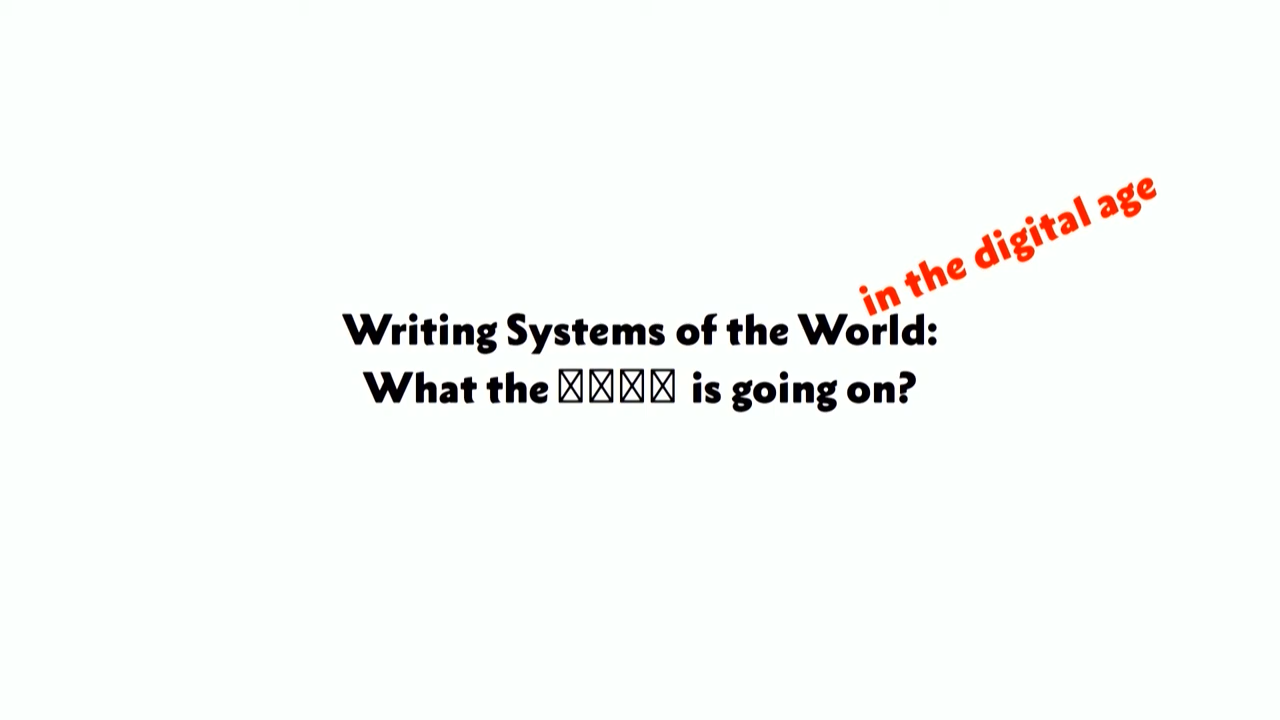 in the digital age
Writing Systems of the World:
What the ☒☒☒☒ is going on?